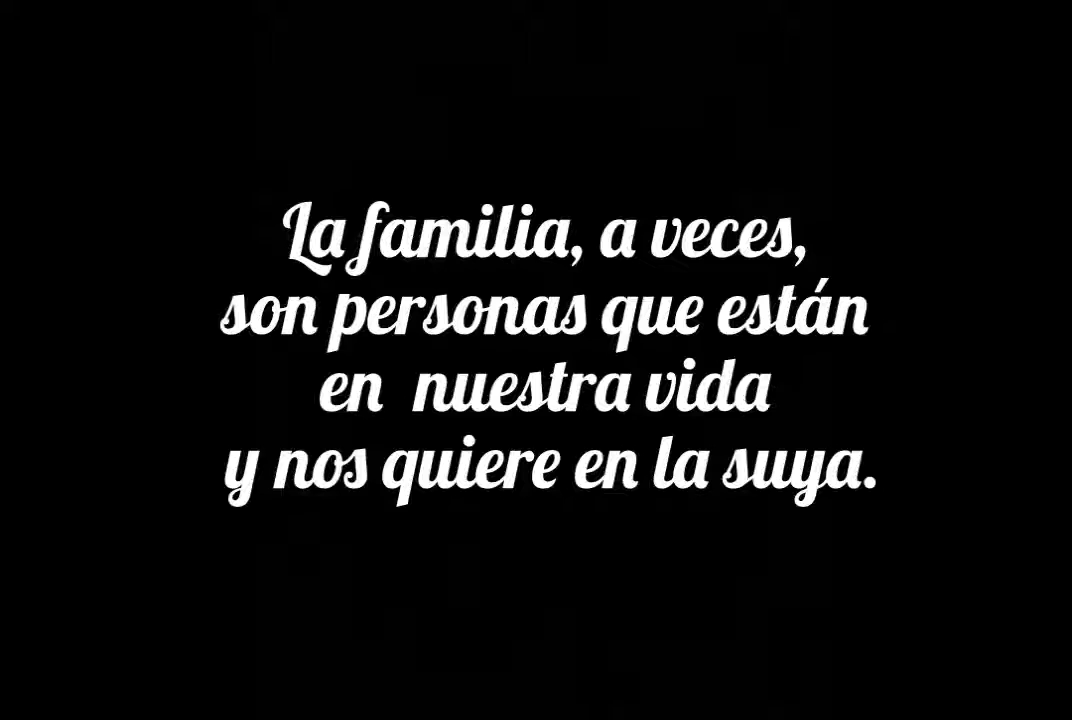 La familia, a veces,
son personas que están
en nuestra vida
y nos quiere en la suya.